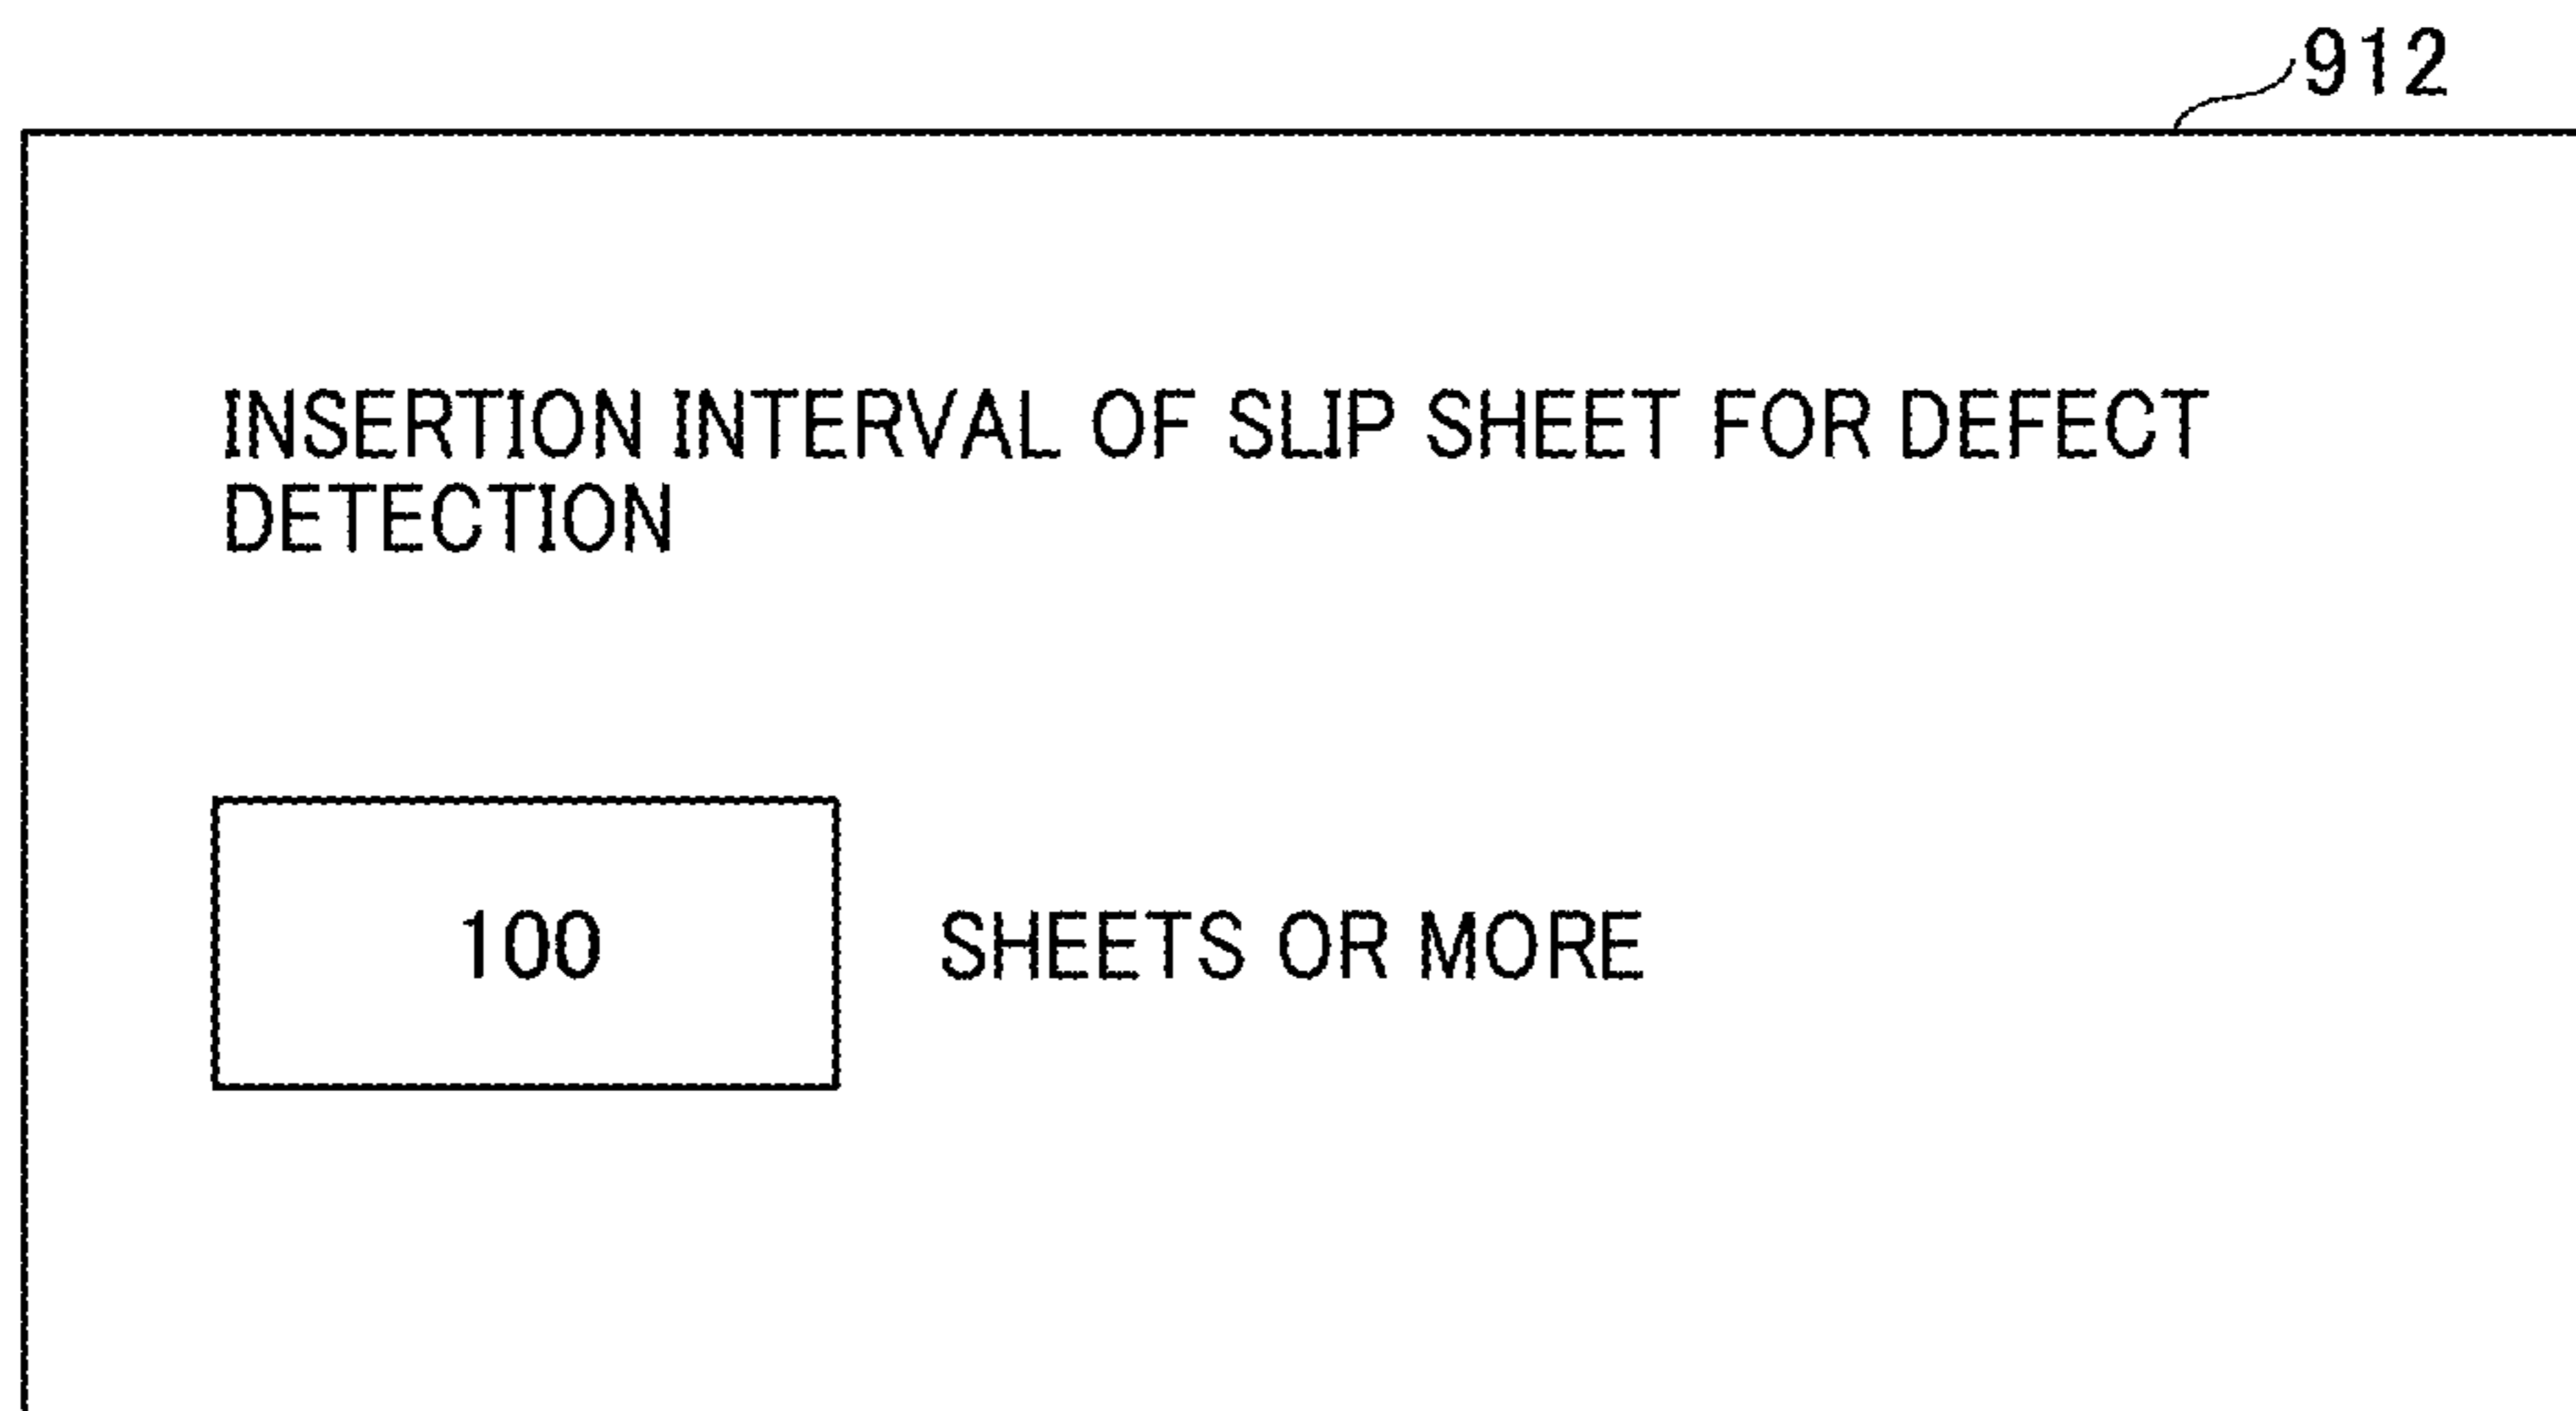 912
INSERTION INTERVAL OF SLIP SHEET FOR DEFECT
DETECTION
100 SHEETS OR MORE